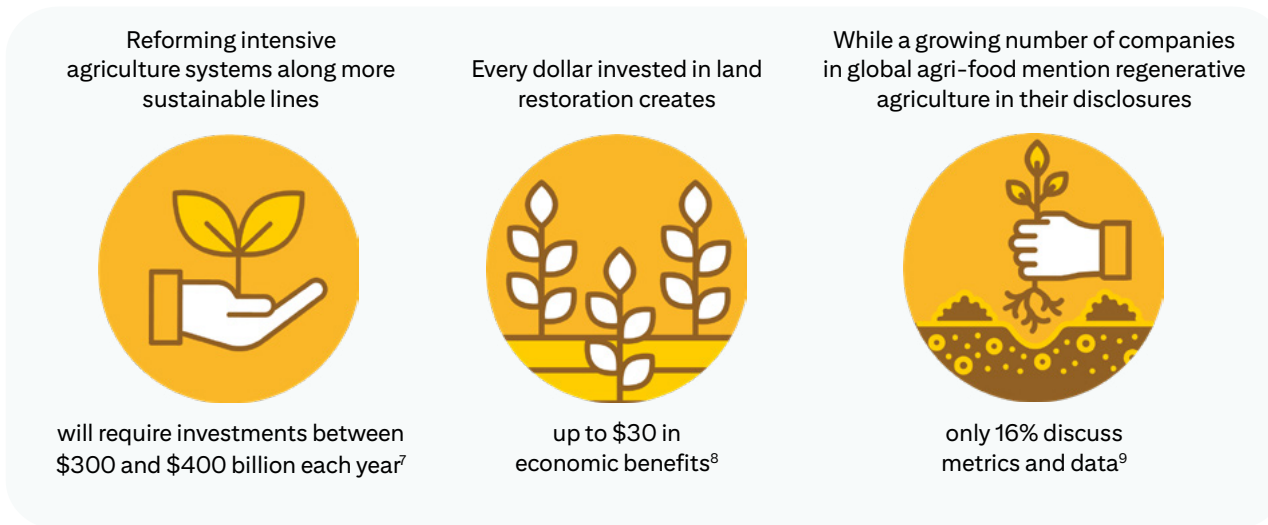 Reforming intensive
agriculture systems along more
sustainable lines
will require investments between
$300 and $400 billion each year⁷
Every dollar invested in land
restoration creates
up to $30 in
economic benefits⁸
While a growing number of companies
in global agri-food mention regenerative
agriculture in their disclosures
only 16% discuss
metrics and data⁹